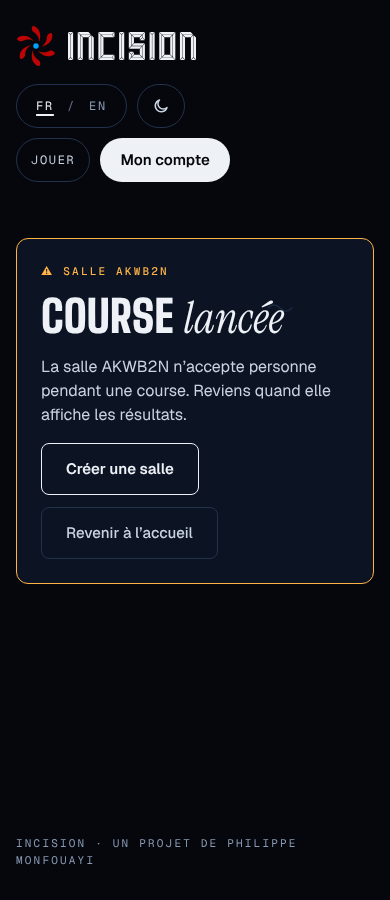 INCISION
FR / EN
JOUER
Mon compte
⚠ SALLE AKWB2N
COURSE lancée
La salle AKWB2N n’accepte personne
pendant une course. Reviens quand elle
affiche les résultats.
Créer une salle
Revenir à l’accueil
INCISION · UN PROJET DE PHILIPPE
MONFOUAYI